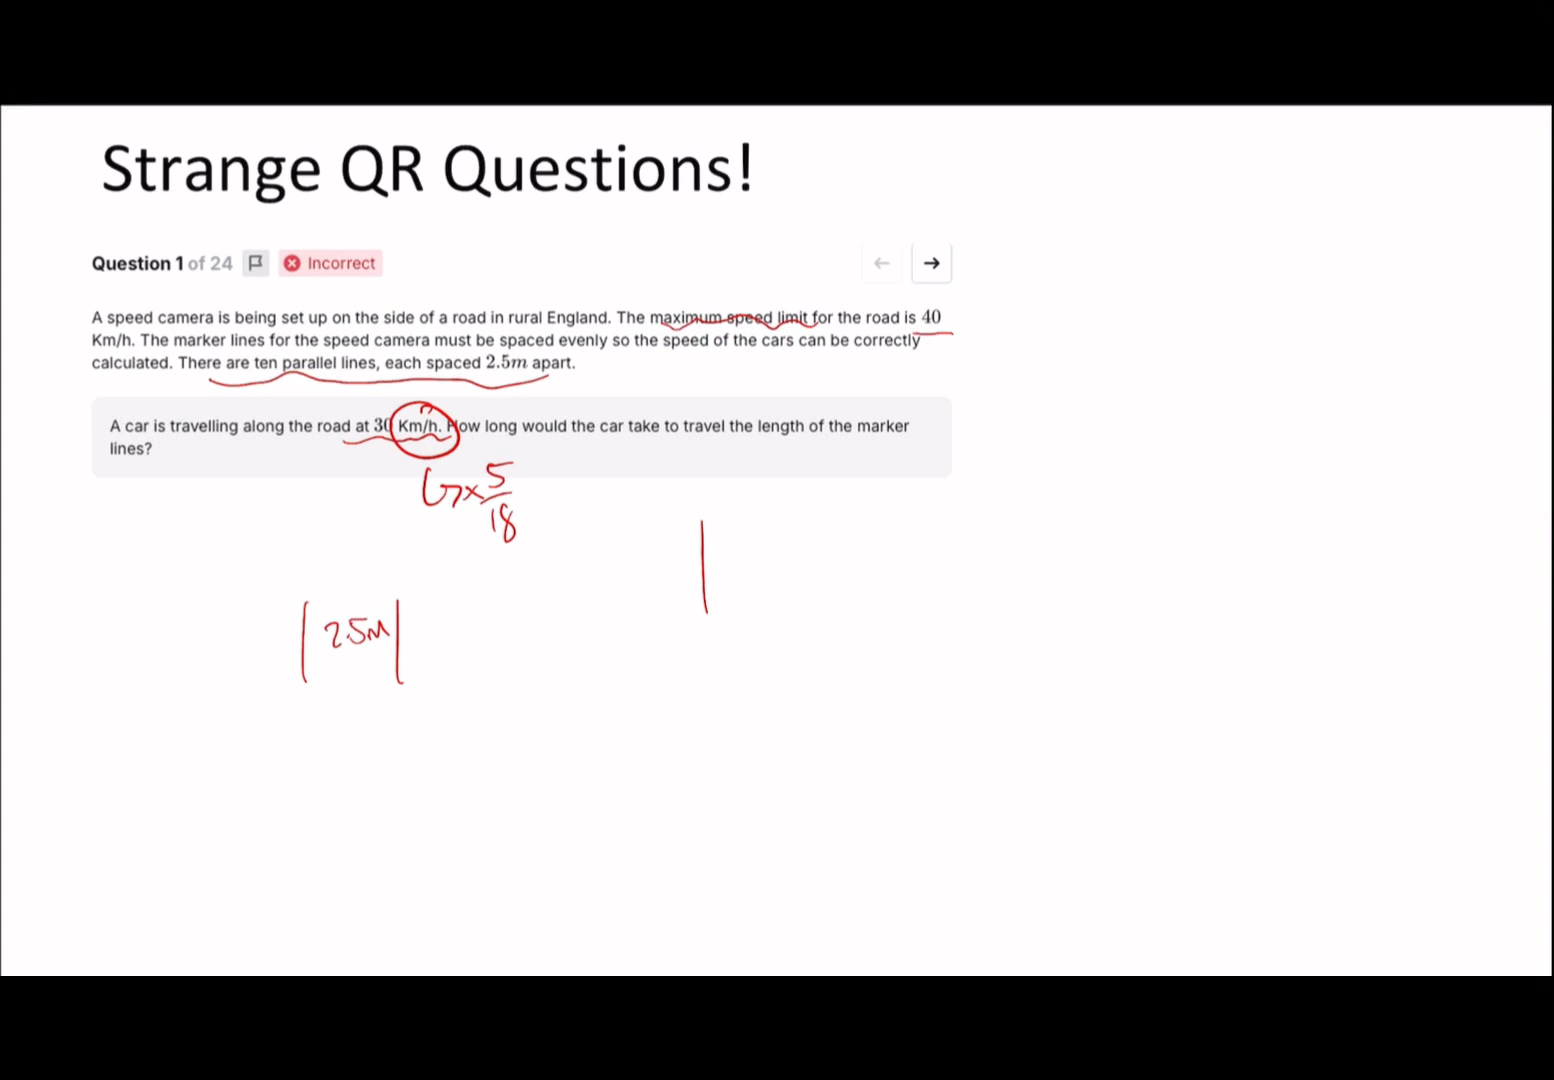 Strange QR Questions!
Question 1 of 24 Incorrect
A speed camera is being set up on the side of a road in rural England. The maximum speed limit for the road is 40
Km/h. The marker lines for the speed camera must be spaced evenly so the speed of the cars can be correctly
calculated. There are ten parallel lines, each spaced 2.5m apart.
A car is travelling along the road at 30 Km/h. How long would the car take to travel the length of the marker
lines?
× 5/18
2.5M